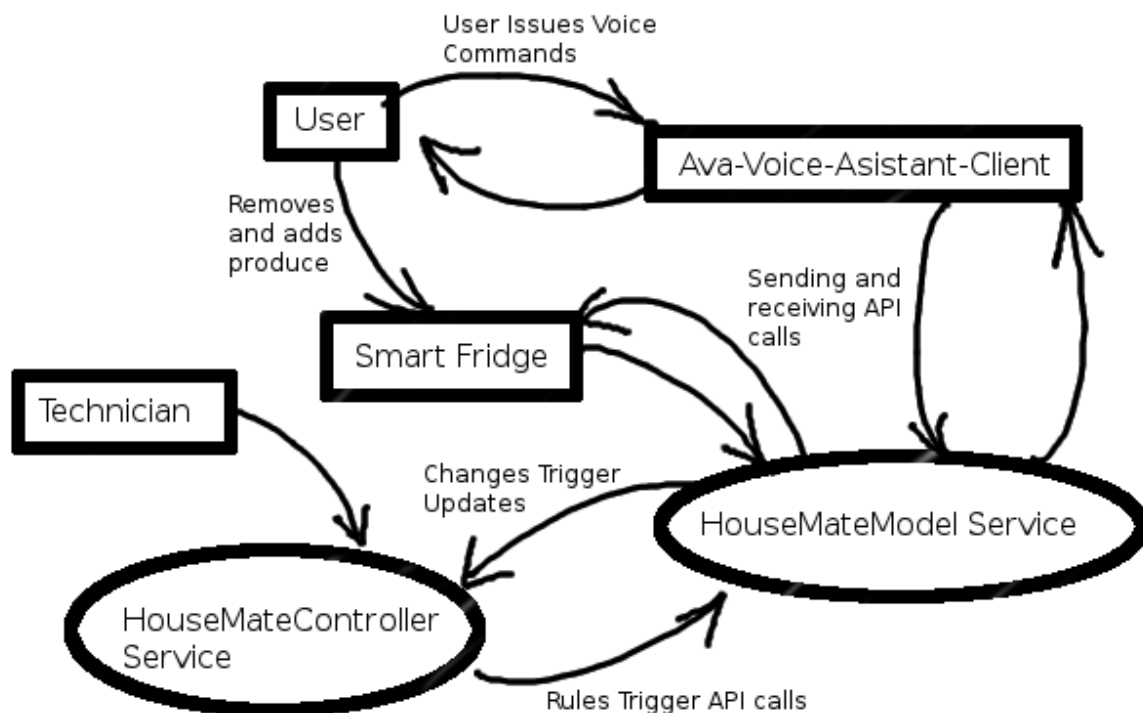 User Issues Voice
Commands
User
Ava-Voice-Asistant-Client
Removes
and adds
produce
Sending and
receiving API
calls
Smart Fridge
Technician
Changes Trigger
Updates
HouseMateModel Service
HouseMateController
Service
Rules Trigger API calls